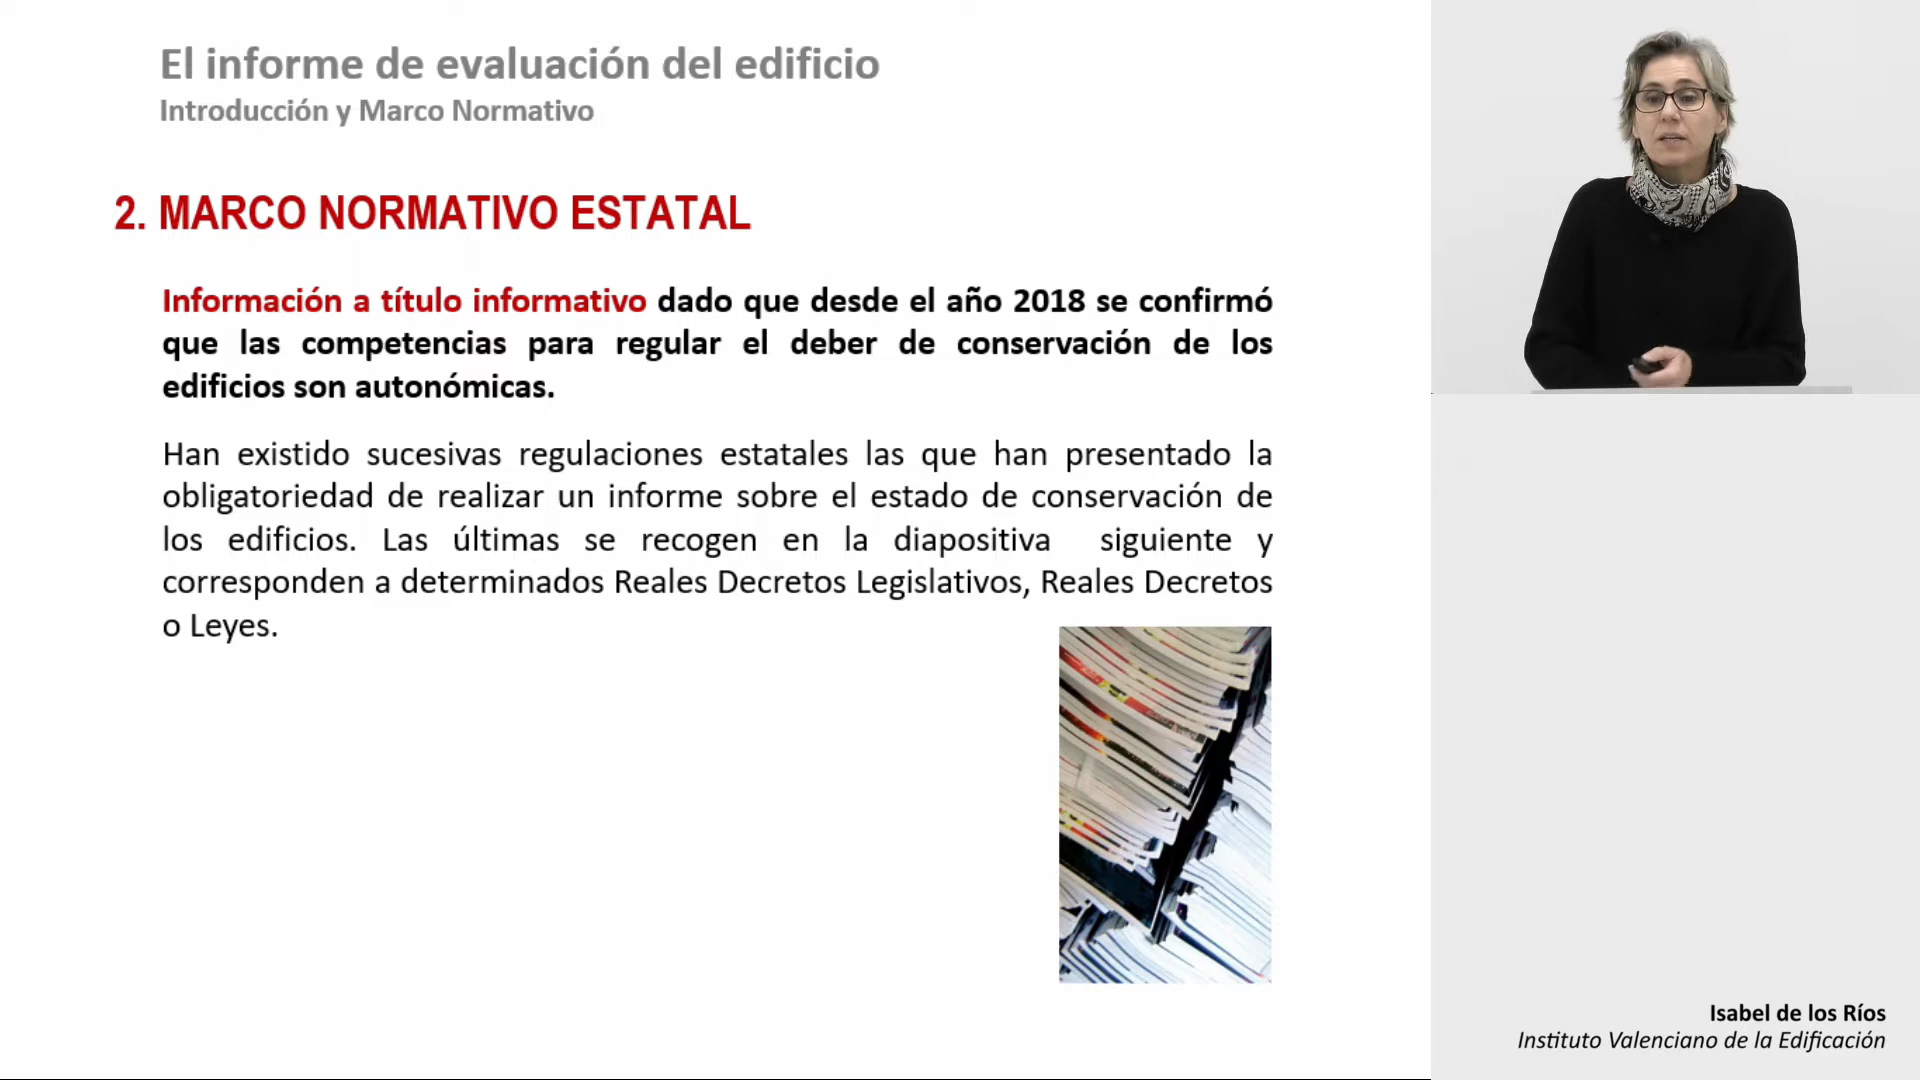 El informe de evaluación del edificio
Introducción y Marco Normativo
2. MARCO NORMATIVO ESTATAL
Información a título informativo dado que desde el año 2018 se confirmó
que las competencias para regular el deber de conservación de los
edificios son autonómicas.
Han existido sucesivas regulaciones estatales las que han presentado la
obligatoriedad de realizar un informe sobre el estado de conservación de
los edificios. Las últimas se recogen en la diapositiva siguiente y
corresponden a determinados Reales Decretos Legislativos, Reales Decretos
o Leyes.
Isabel de los Ríos
Instituto Valenciano de la Edificación